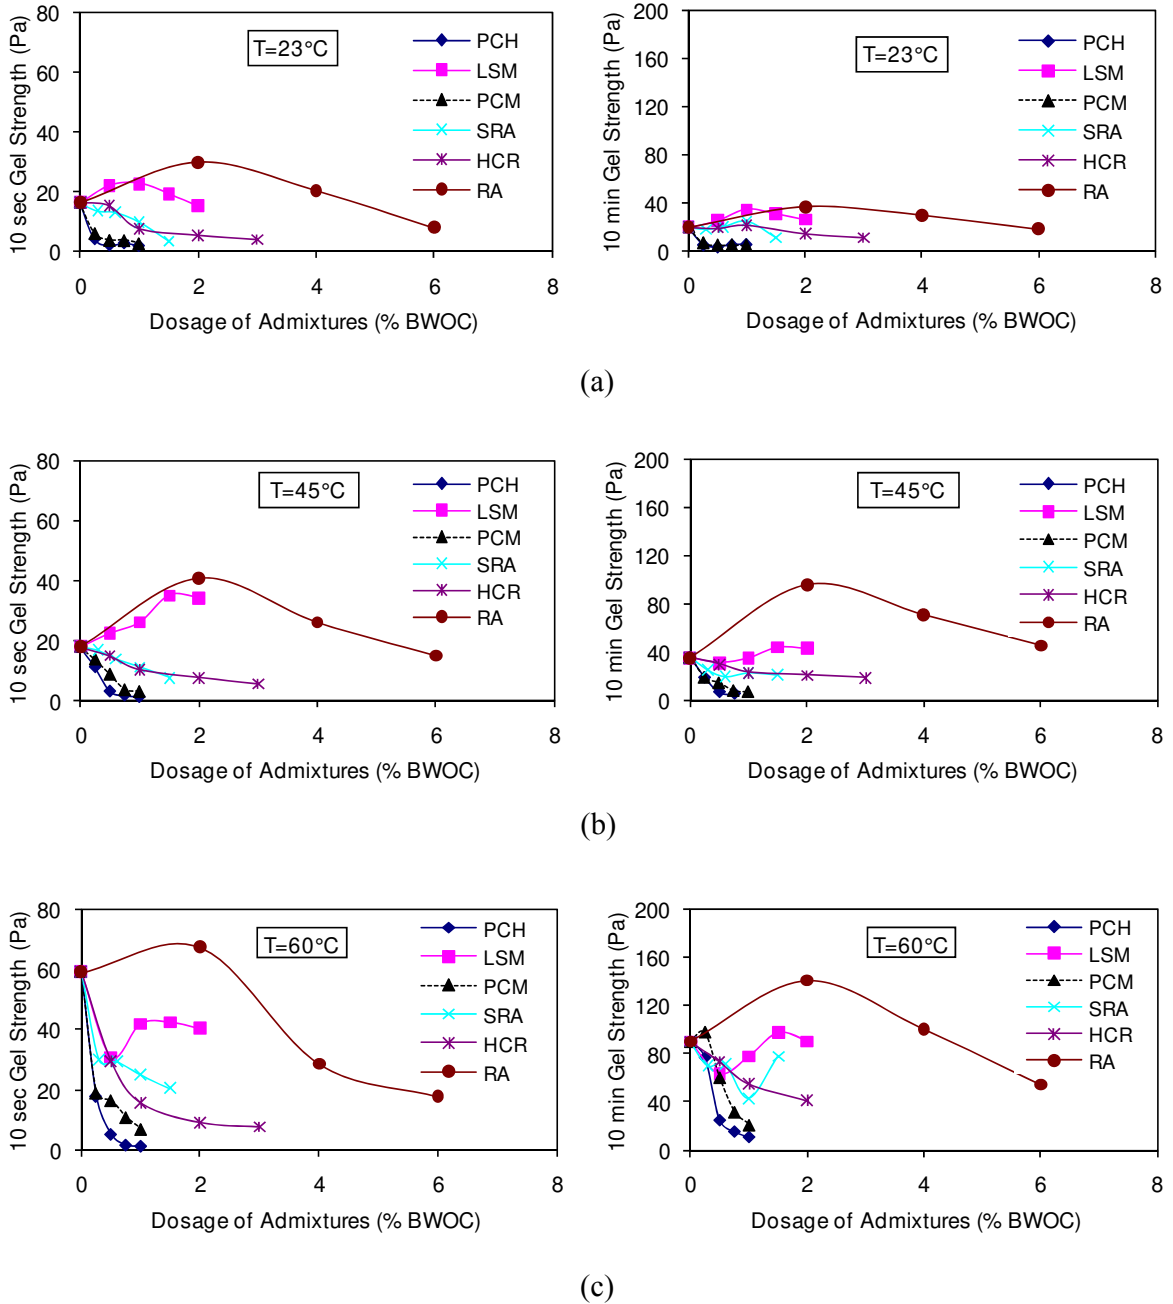 10 sec Gel Strength (Pa)
80
60
40
20
0
0 2 4 6 8
Dosage of Admixtures (% BWOC)
T=23°C
PCH
LSM
PCM
SRA
HCR
RA
10 min Gel Strength (Pa)
200
160
120
80
40
0
0 2 4 6 8
Dosage of Admixtures (% BWOC)
T=23°C
PCH
LSM
PCM
SRA
HCR
RA
(a)
10 sec Gel Strength (Pa)
80
60
40
20
0
0 2 4 6 8
Dosage of Admixtures (% BWOC)
T=45°C
PCH
LSM
PCM
SRA
HCR
RA
10 min Gel Strength (Pa)
200
160
120
80
40
0
0 2 4 6 8
Dosage of Admixtures (% BWOC)
T=45°C
PCH
LSM
PCM
SRA
HCR
RA
(b)
10 sec Gel Strength (Pa)
80
60
40
20
0
0 2 4 6 8
Dosage of Admixtures (% BWOC)
T=60°C
PCH
LSM
PCM
SRA
HCR
RA
10 min Gel Strength (Pa)
200
160
120
80
40
0
0 2 4 6 8
Dosage of Admixtures (% BWOC)
T=60°C
PCH
LSM
PCM
SRA
HCR
RA
(c)